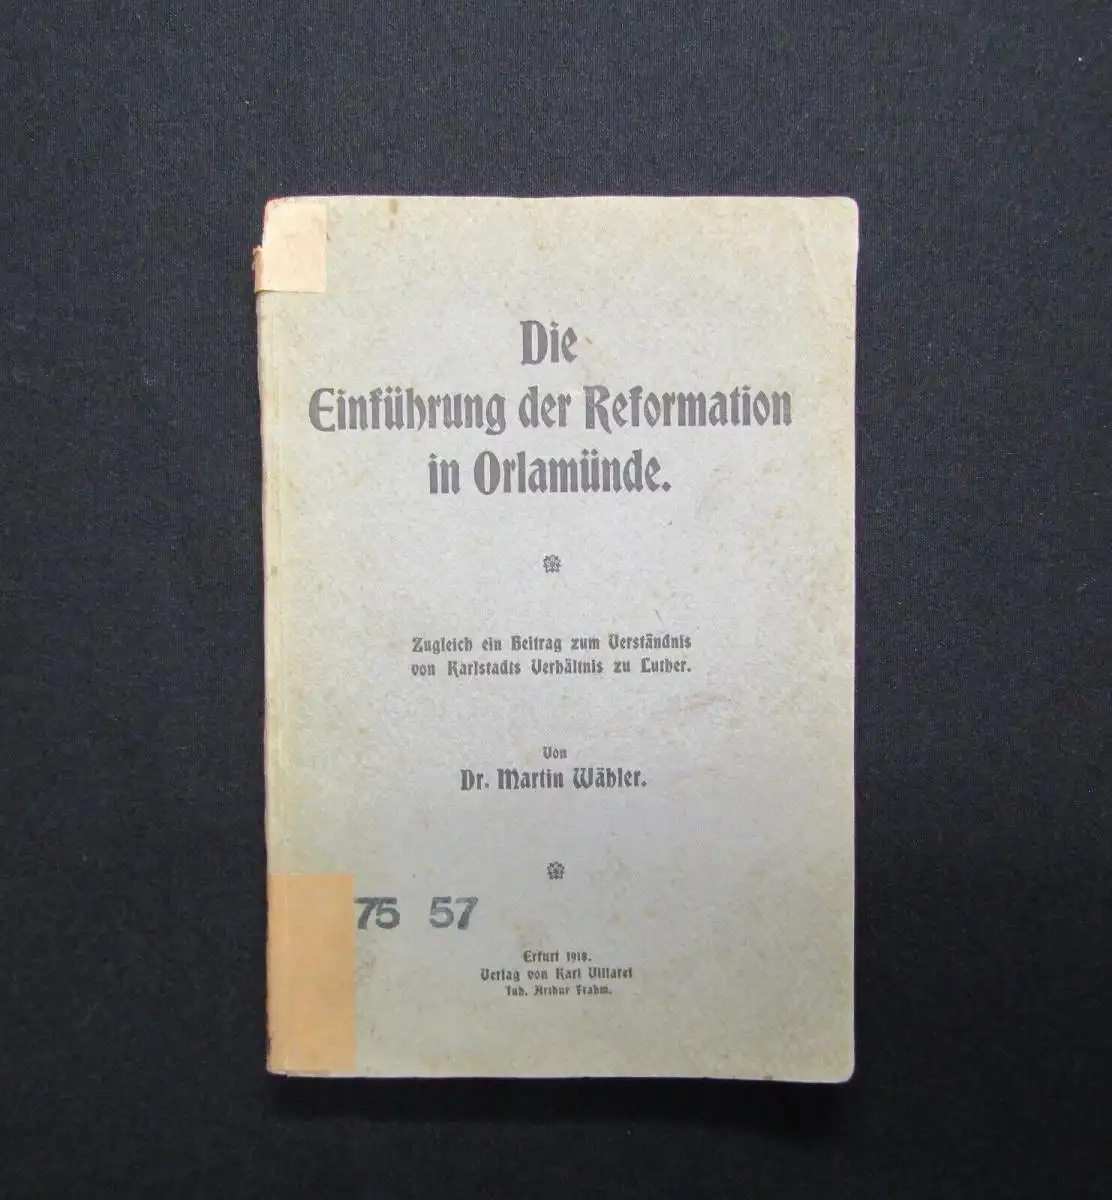 Die
Einführung der Reformation
in Orlamünde.
Zugleich ein Beitrag zum Verständnis
von Karlstadts Verhältnis zu Luther.
Von
Dr. Martin Wähler.
75 57
Erfurt 1918.
Verlag von Karl Villaret
Inh. Arthur Frahm.